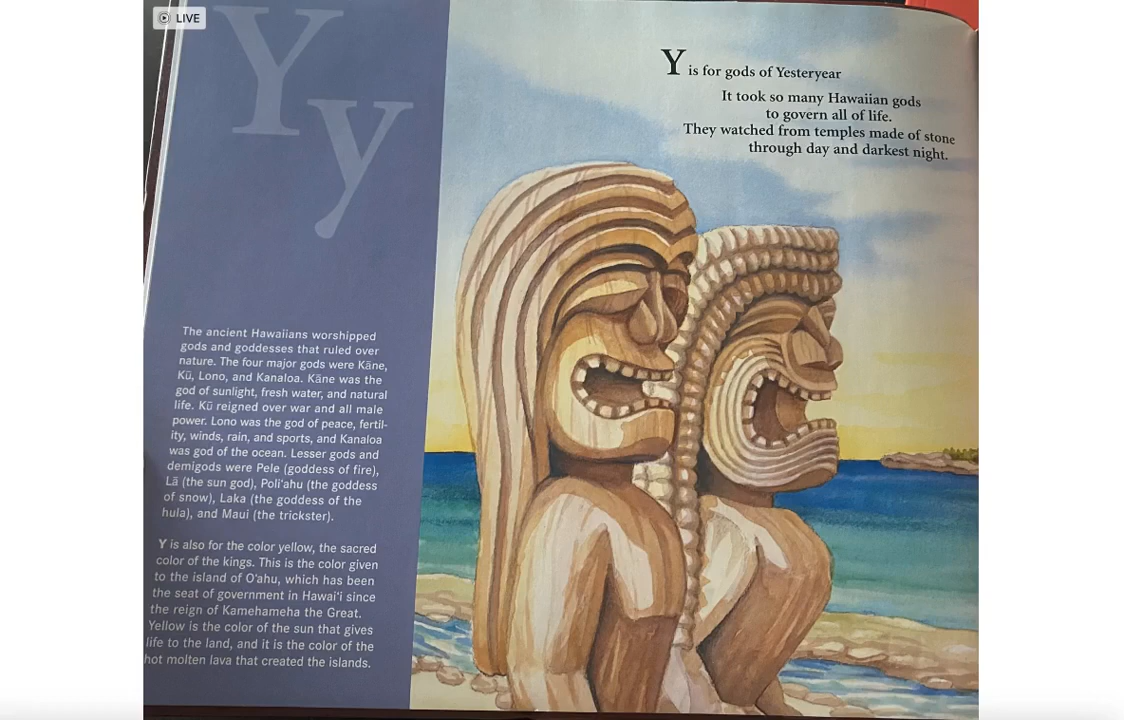 LIVE
Yy
The ancient Hawaiians worshipped
gods and goddesses that ruled over
nature. The four major gods were Kāne,
Kū, Lono, and Kanaloa. Kāne was the
god of sunlight, fresh water, and natural
life. Kū reigned over war and all male
power. Lono was the god of peace, fertil-
ity, winds, rain, and sports, and Kanaloa
was god of the ocean. Lesser gods and
demigods were Pele (goddess of fire),
Lā (the sun god), Poli‘ahu (the goddess
of snow), Laka (the goddess of the
hula), and Maui (the trickster).
Y is also for the color yellow, the sacred
color of the kings. This is the color given
to the island of O‘ahu, which has been
the seat of government in Hawai‘i since
the reign of Kamehameha the Great.
Yellow is the color of the sun that gives
life to the land, and it is the color of the
hot molten lava that created the islands.
Y is for gods of Yesteryear
It took so many Hawaiian gods
to govern all of life.
They watched from temples made of stone
through day and darkest night.